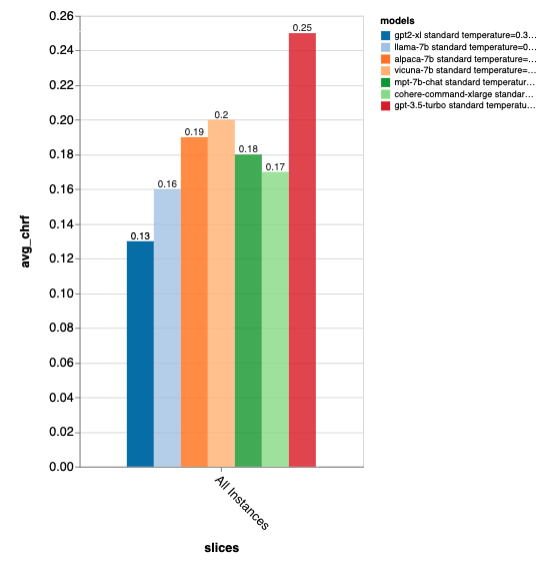 models
gpt2-xl standard temperature=0.3...
llama-7b standard temperature=0...
alpaca-7b standard temperature=...
vicuna-7b standard temperature=...
mpt-7b-chat standard temperatur...
cohere-command-xlarge standar...
gpt-3.5-turbo standard temperatu...
avg_chrf
0.26
0.24
0.22
0.20
0.18
0.16
0.14
0.12
0.10
0.08
0.06
0.04
0.02
0.00
0.13
0.16
0.19
0.2
0.18
0.17
0.25
All Instances
slices